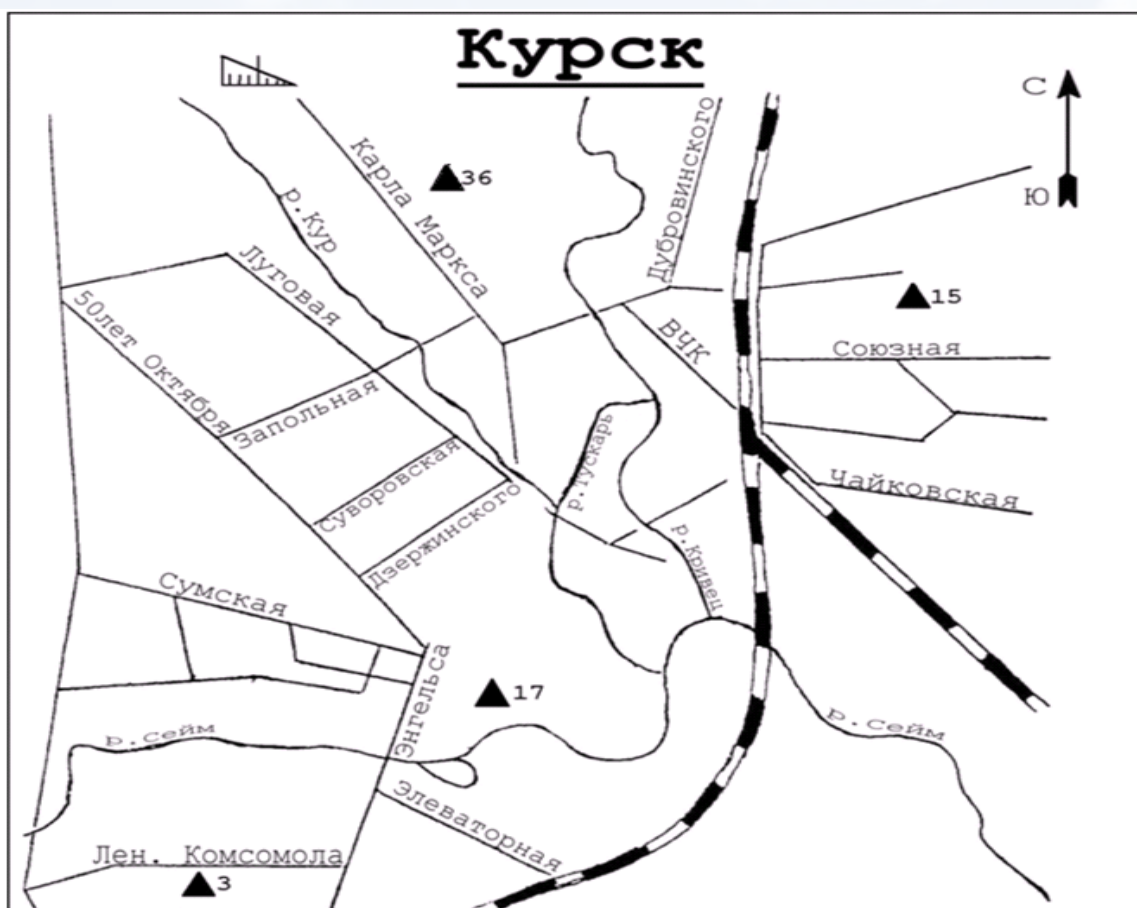 Курск
С
Ю
Дубровинского
Карла Маркса
36
р.Кур
Луговая
15
50лет Октября
ВЧК
Союзная
Запольная
р.Тускарь
Суворовская
Чайковская
Дзержинского
р.Кривец
Сумская
Энгельса
17
р.Сейм
р.Сейм
Элеваторная
Лен. Комсомола
3